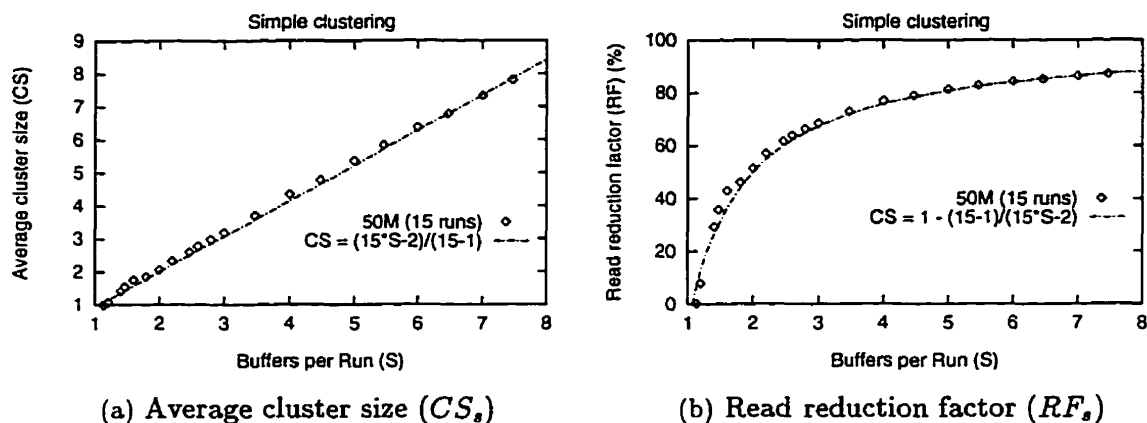 Simple clustering
Average cluster size (CS)
9
8
7
6
5
4
3
2
1
50M (15 runs)
CS = (15*S-2)/(15-1)
1 2 3 4 5 6 7 8
Buffers per Run (S)
(a) Average cluster size (CSₛ)
Simple clustering
Read reduction factor (RF) (%)
100
80
60
40
20
0
50M (15 runs)
CS = 1 - (15-1)/(15*S-2)
1 2 3 4 5 6 7 8
Buffers per Run (S)
(b) Read reduction factor (RFₛ)